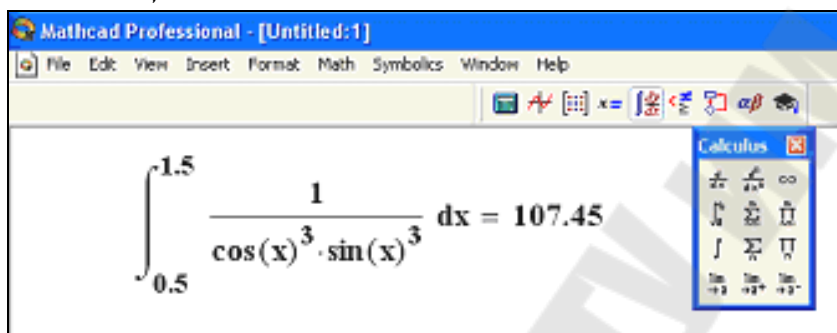 Mathcad Professional - [Untitled:1]
File Edit View Insert Format Math Symbolics Window Help
Calculus
∫_{0.5}^{1.5} 1/(cos(x)^3·sin(x)^3) dx = 107.45